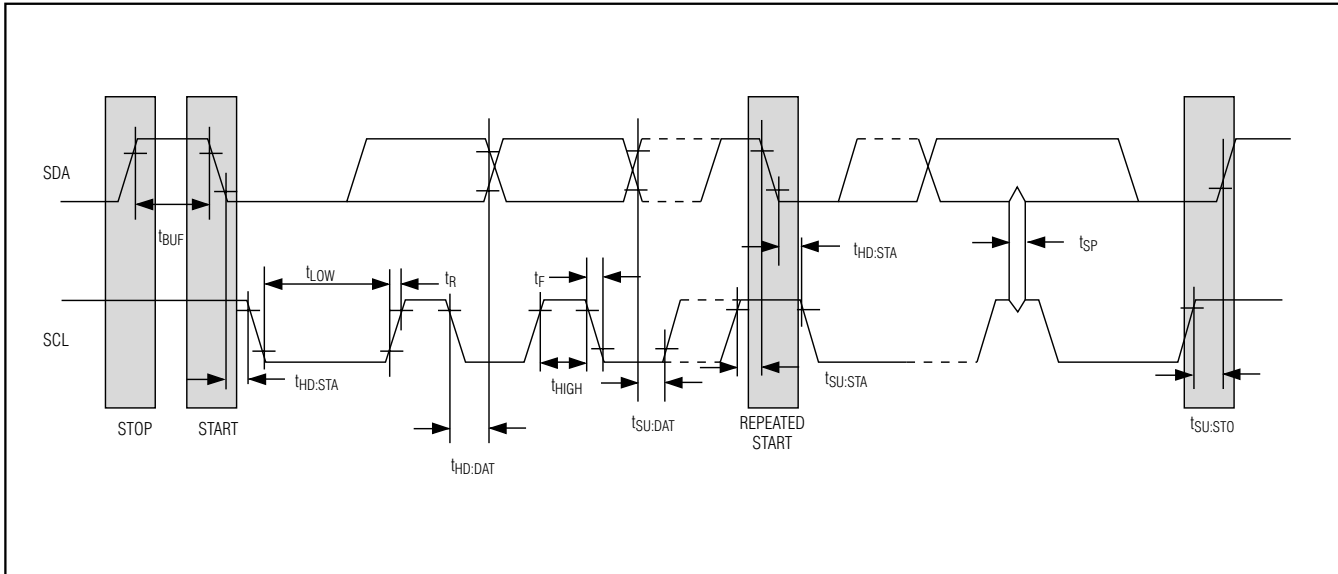 SDA
tBUF
tLOW
tR
tF
tHD:STA
tSP
SCL
tHD:STA
tHIGH
tSU:STA
tSU:DAT
tSU:STO
STOP
START
REPEATED
START
tHD:DAT